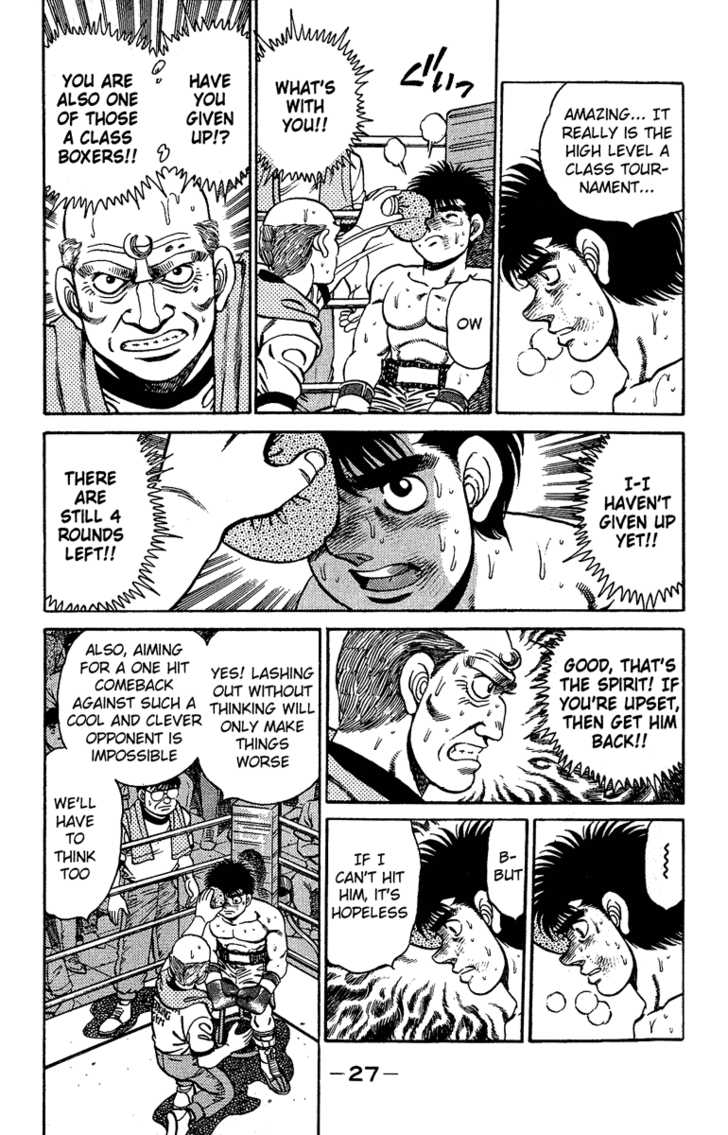 AMAZING... IT
REALLY IS THE
HIGH LEVEL A
CLASS TOUR-
NAMENT...
ぐいっ
WHAT'S
WITH
YOU!!
OW
HAVE
YOU
GIVEN
UP!?
YOU ARE
ALSO ONE
OF THOSE
A CLASS
BOXERS!!
I-I
HAVEN'T
GIVEN UP
YET!!
THERE
ARE
STILL 4
ROUNDS
LEFT!!
GOOD, THAT'S
THE SPIRIT! IF
YOU'RE UPSET,
THEN GET HIM
BACK!!
B-
BUT
IF I
CAN'T HIT
HIM, IT'S
HOPELESS
YES! LASHING
OUT WITHOUT
THINKING WILL
ONLY MAKE
THINGS
WORSE
ALSO, AIMING
FOR A ONE HIT
COMEBACK
AGAINST SUCH A
COOL AND CLEVER
OPPONENT IS
IMPOSSIBLE
WE'LL
HAVE
TO
THINK
TOO
—27—